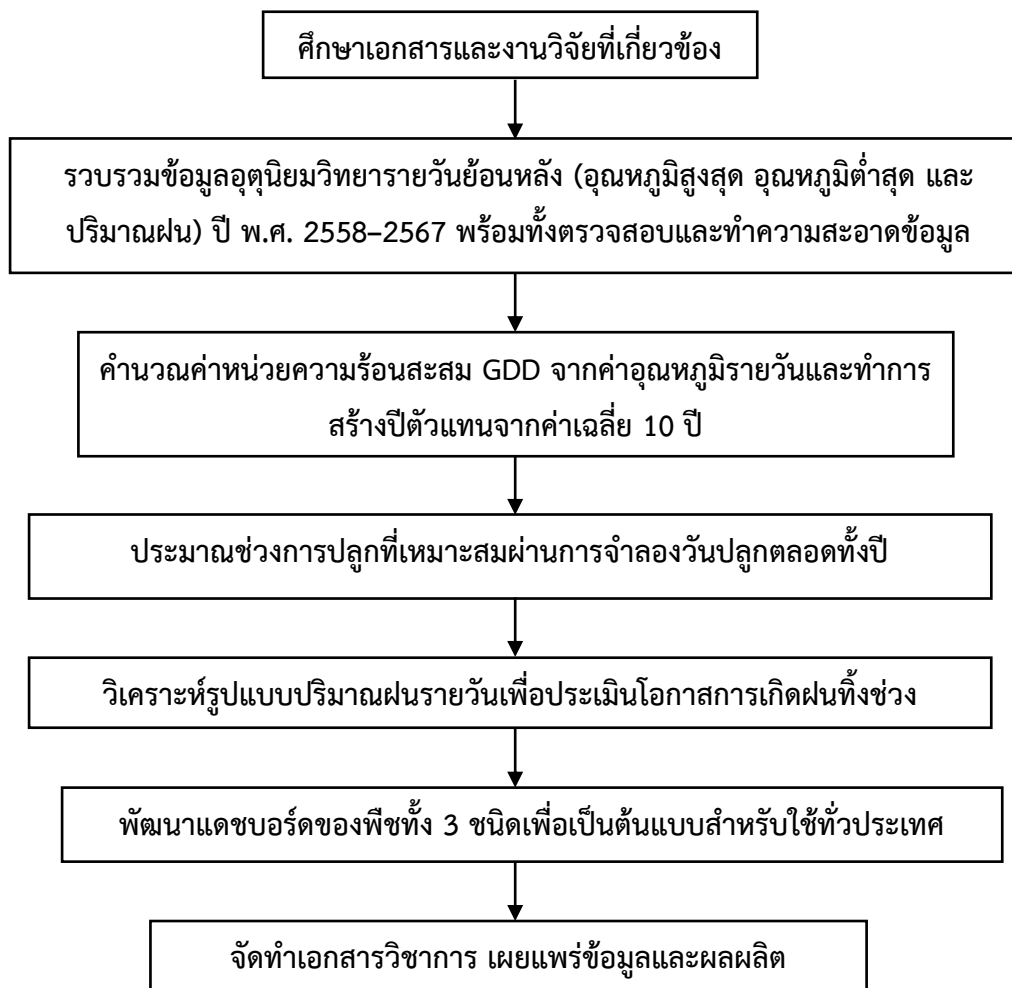 ศึกษาเอกสารและงานวิจัยที่เกี่ยวข้อง
รวบรวมข้อมูลอุตุนิยมวิทยารายวันย้อนหลัง (อุณหภูมิสูงสุด อุณหภูมิต่ำสุด และ
ปริมาณฝน) ปี พ.ศ. 2558–2567 พร้อมทั้งตรวจสอบและทำความสะอาดข้อมูล
คำนวณค่าหน่วยความร้อนสะสม GDD จากค่าอุณหภูมิรายวันและทำการ
สร้างปีตัวแทนจากค่าเฉลี่ย 10 ปี
ประมาณช่วงการปลูกที่เหมาะสมผ่านการจำลองวันปลูกตลอดทั้งปี
วิเคราะห์รูปแบบปริมาณฝนรายวันเพื่อประเมินโอกาสการเกิดฝนทิ้งช่วง
พัฒนาแดชบอร์ดของพืชทั้ง 3 ชนิดเพื่อเป็นต้นแบบสำหรับใช้ทั่วประเทศ
จัดทำเอกสารวิชาการ เผยแพร่ข้อมูลและผลผลิต